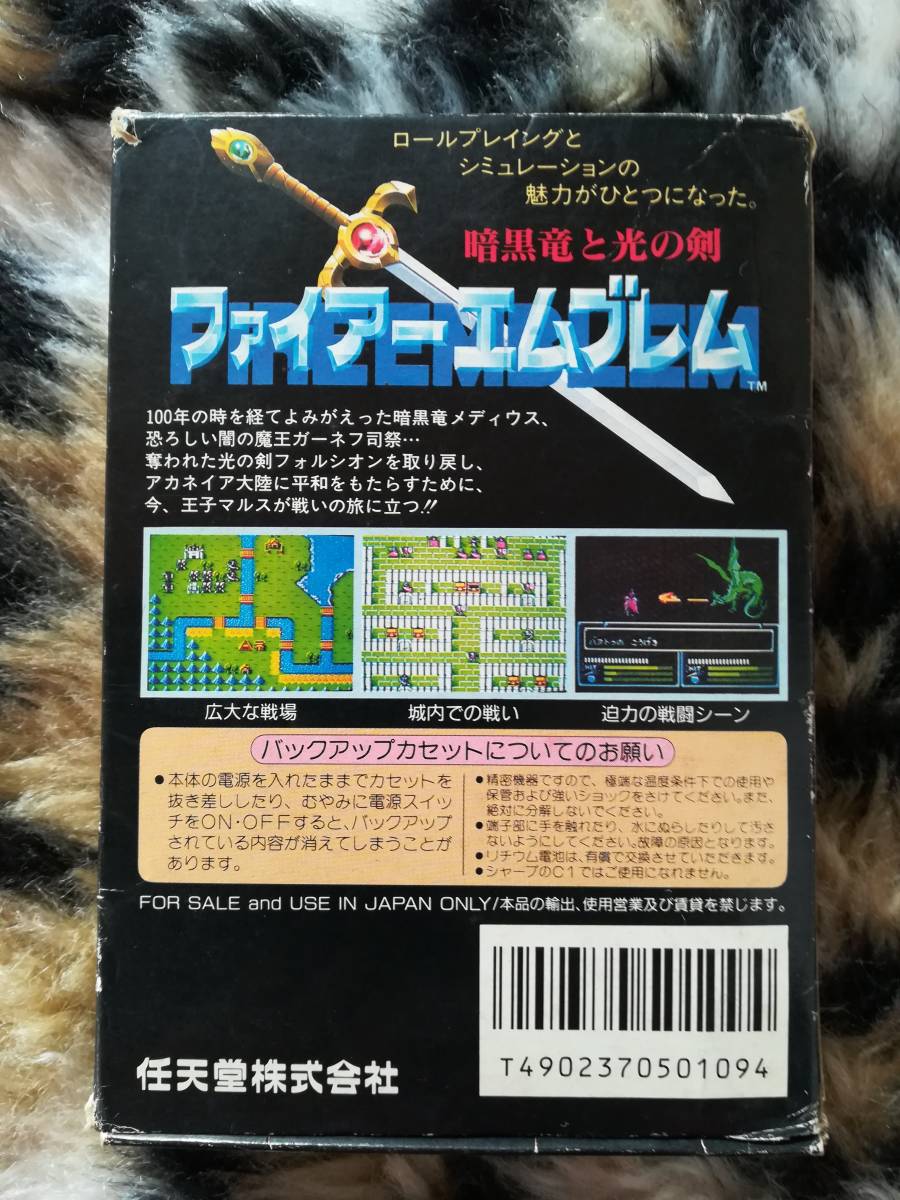 ロールプレイングと
シミュレーションの
魅力がひとつになった。
暗黒竜と光の剣
ファイアーエムブレム
FIRE EMBLEM
TM
100年の時を経てよみがえった暗黒竜メディウス、
恐ろしい闇の魔王ガーネフ司祭…
奪われた光の剣フォルシオンを取り戻し、
アカネイア大陸に平和をもたらすために、
今、王子マルスが戦いの旅に立つ!!
パオトゥの こうげき
HIT
HIT
広大な戦場
城内での戦い
迫力の戦闘シーン
バックアップカセットについてのお願い
●本体の電源を入れたままでカセットを
抜き差ししたり、むやみに電源スイッ
チをON・OFFすると、バックアップ
されている内容が消えてしまうことが
あります。
●精密機器ですので、極端な温度条件下での使用や
保管および強いショックをさけてください。また、
絶対に分解しないでください。
●端子部に手を触れたり、水にぬらしたりして汚さ
ないようにしてください。故障の原因となります。
●リチウム電池は、有償で交換させていただきます。
●シャープのC1ではご使用になれません。
FOR SALE and USE IN JAPAN ONLY/本品の輸出、使用営業及び賃貸を禁じます。
任天堂株式会社
T4902370501094